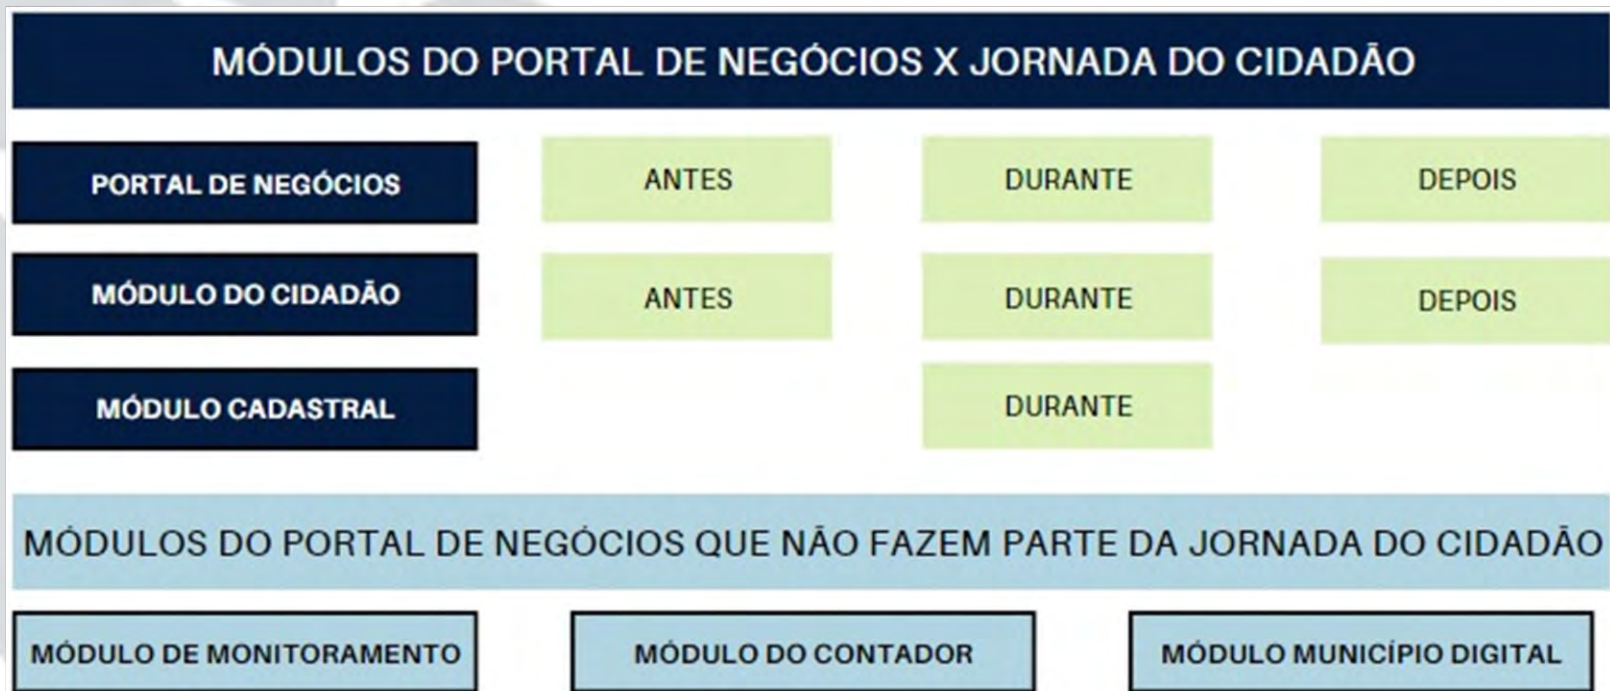 MÓDULOS DO PORTAL DE NEGÓCIOS X JORNADA DO CIDADÃO
PORTAL DE NEGÓCIOS ANTES DURANTE DEPOIS
MÓDULO DO CIDADÃO ANTES DURANTE DEPOIS
MÓDULO CADASTRAL DURANTE
MÓDULOS DO PORTAL DE NEGÓCIOS QUE NÃO FAZEM PARTE DA JORNADA DO CIDADÃO
MÓDULO DE MONITORAMENTO MÓDULO DO CONTADOR MÓDULO MUNICÍPIO DIGITAL